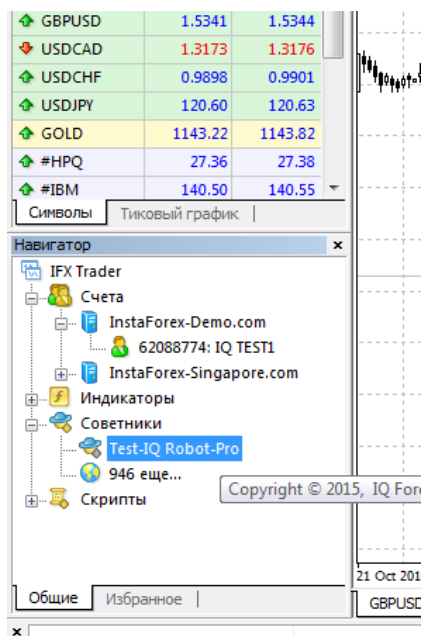 GBPUSD 1.5341 1.5344
USDCAD 1.3173 1.3176
USDCHF 0.9898 0.9901
USDJPY 120.60 120.63
GOLD 1143.22 1143.82
#HPQ 27.36 27.38
#IBM 140.50 140.55
Символы Тиковый график
Навигатор
IFX Trader
Счета
InstaForex-Demo.com
62088774: IQ TEST1
InstaForex-Singapore.com
Индикаторы
Советники
Test-IQ Robot-Pro
946 еще...
Copyright © 2015, IQ Fore
Скрипты
21 Oct 201
Общие Избранное
GBPUSD